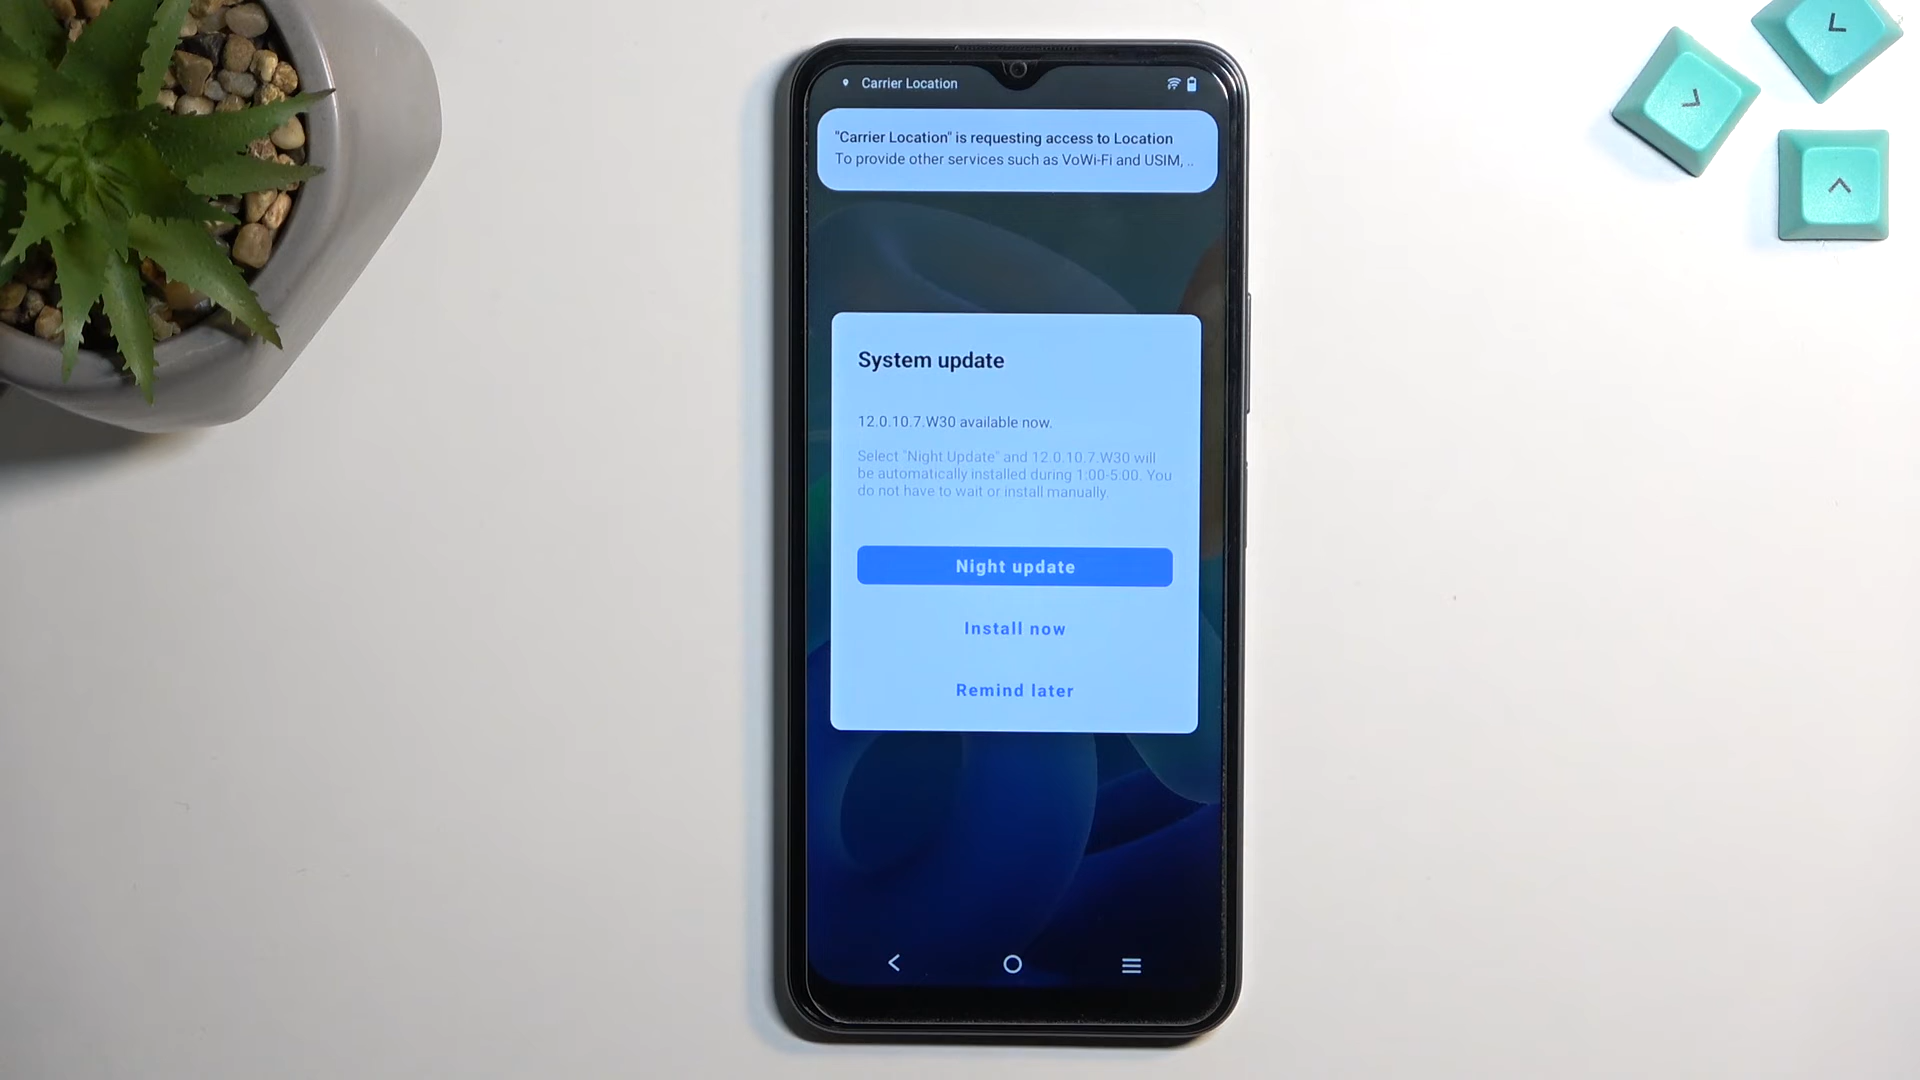 Carrier Location
"Carrier Location" is requesting access to Location
To provide other services such as VoWi-Fi and USIM, ..
System update
12.0.10.7.W30 available now.
Select "Night Update" and 12.0.10.7.W30 will
be automatically installed during 1:00-5:00. You
do not have to wait or install manually.
Night update
Install now
Remind later